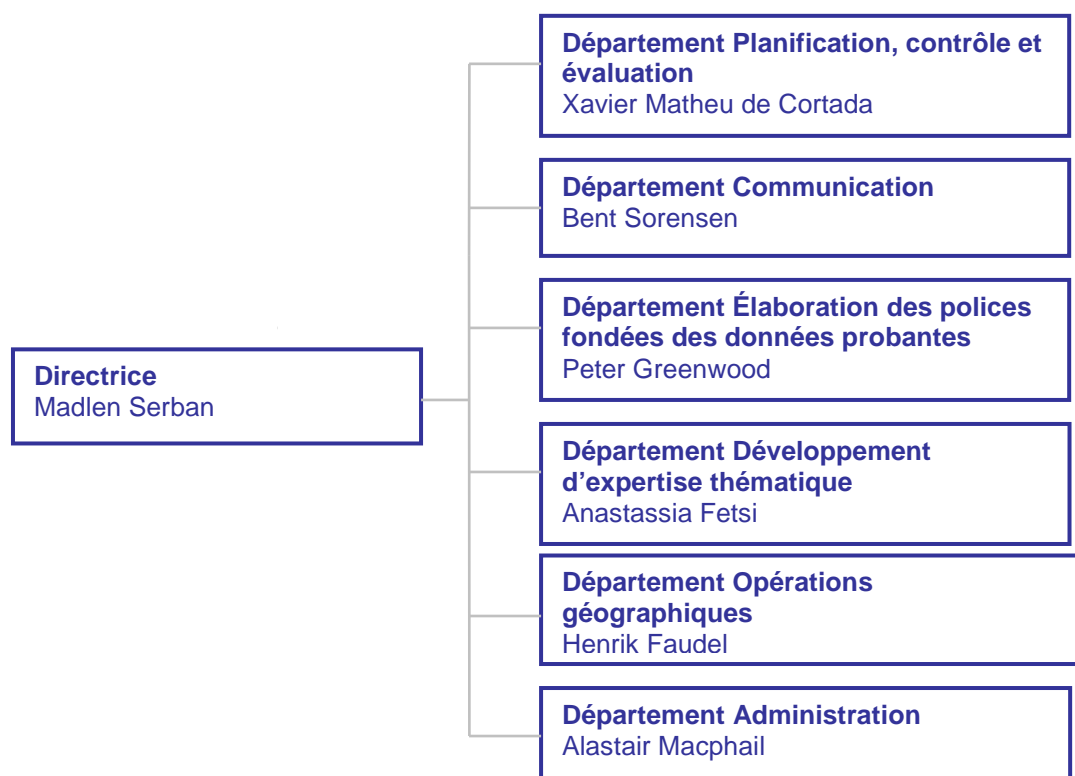 Directrice
Madlen Serban
Département Planification, contrôle et
évaluation
Xavier Matheu de Cortada
Département Communication
Bent Sorensen
Département Élaboration des polices
fondées des données probantes
Peter Greenwood
Département Développement
d’expertise thématique
Anastassia Fetsi
Département Opérations
géographiques
Henrik Faudel
Département Administration
Alastair Macphail